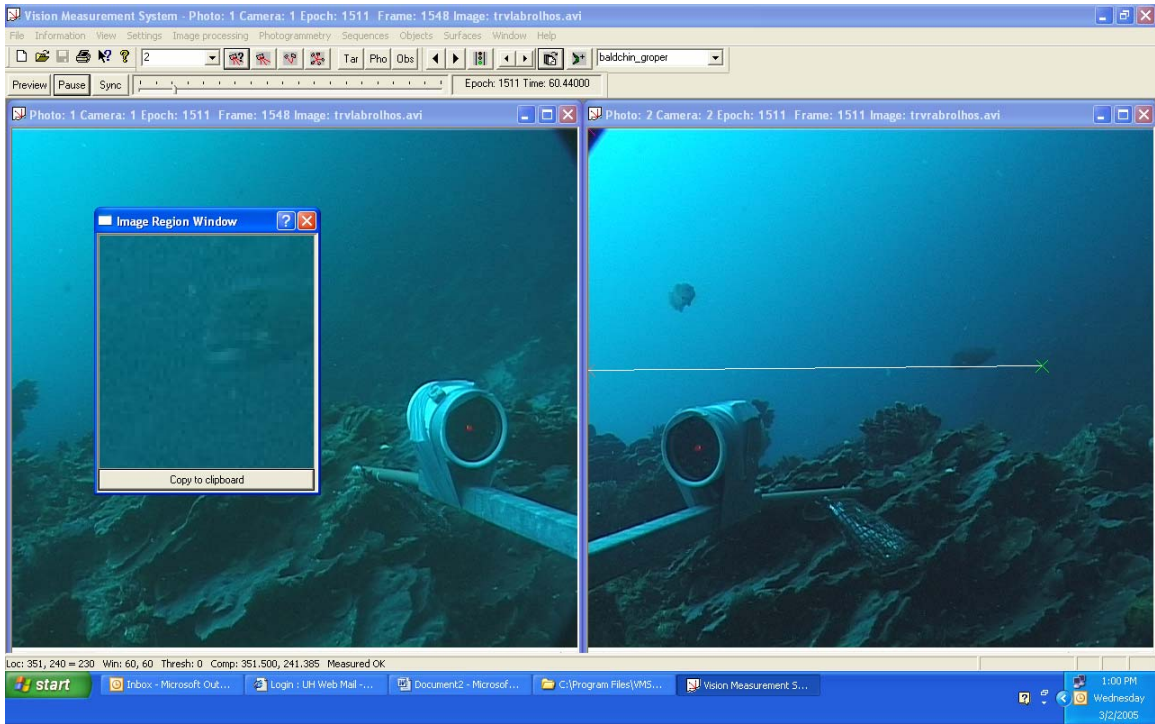 Vision Measurement System - Photo: 1 Camera: 1 Epoch: 1511 Frame: 1548 Image: trvlabrolhos.avi
File Information View Settings Image processing Photogrammetry Sequences Objects Surfaces Window Help
2 Tar Pho Obs baldchin_groper
Preview Pause Sync Epoch: 1511 Time: 60.44000
Photo: 1 Camera: 1 Epoch: 1511 Frame: 1548 Image: trvlabrolhos.avi
Photo: 2 Camera: 2 Epoch: 1511 Frame: 1511 Image: trvrabrolhos.avi
Image Region Window
Copy to clipboard
Loc: 351, 240 = 230 Win: 60, 60 Thresh: 0 Comp: 351.500, 241.385 Measured OK
start Inbox - Microsoft Out... Login : UH Web Mail -... Document2 - Microsof... C:\Program Files\VMS... Vision Measurement S...
1:00 PM
Wednesday
3/2/2005